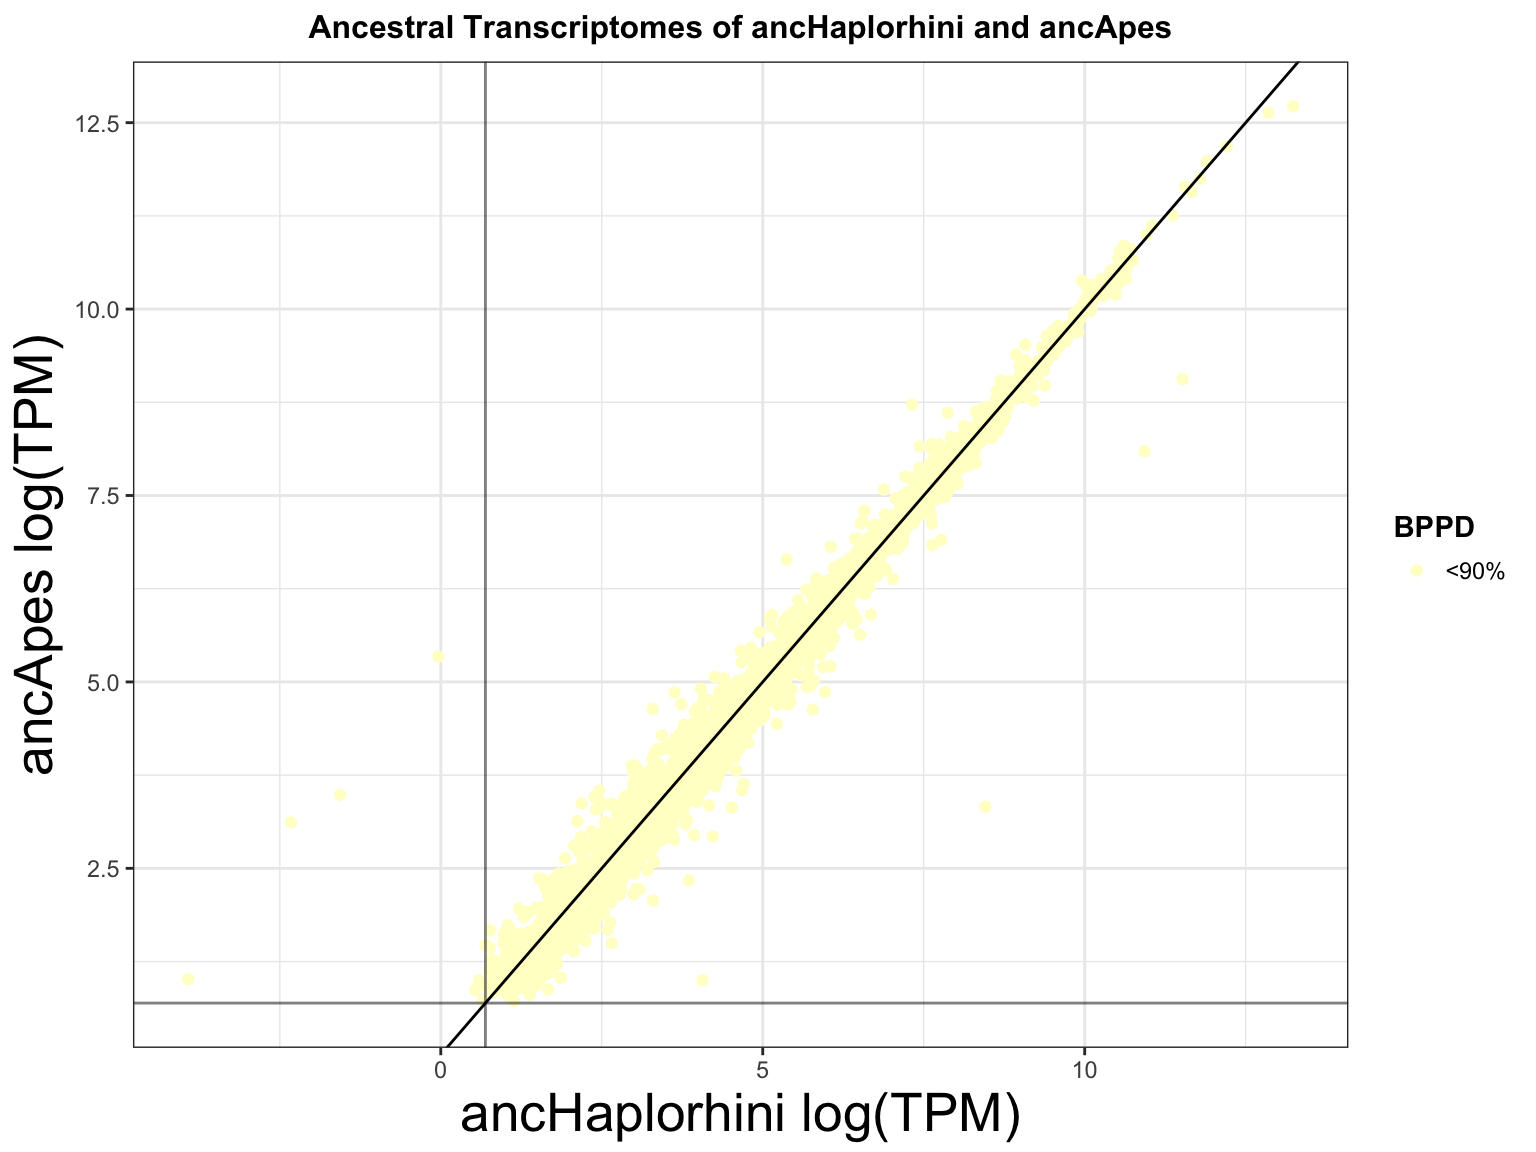 Ancestral Transcriptomes of ancHaplorhini and ancApes
ancApes log(TPM)
12.5
10.0
7.5
5.0
2.5
0
5
10
ancHaplorhini log(TPM)
BPPD
<90%